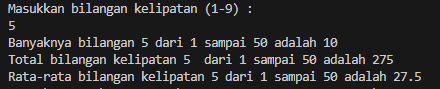 Masukkan bilangan kelipatan (1-9) :
5
Banyaknya bilangan 5 dari 1 sampai 50 adalah 10
Total bilangan kelipatan 5  dari 1 sampai 50 adalah 275
Rata-rata bilangan kelipatan 5 dari 1 sampai 50 adalah 27.5